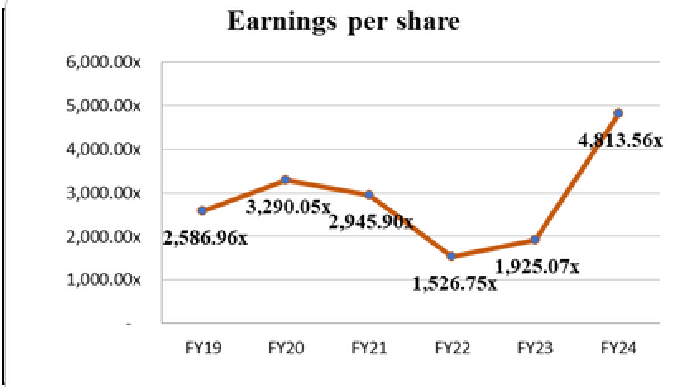 Earnings per share
6,000.00x
5,000.00x
4,000.00x
3,000.00x
2,000.00x
1,000.00x
-
2,586.96x
3,290.05x
2,945.90x
1,526.75x
1,925.07x
4,813.56x
FY19 FY20 FY21 FY22 FY23 FY24